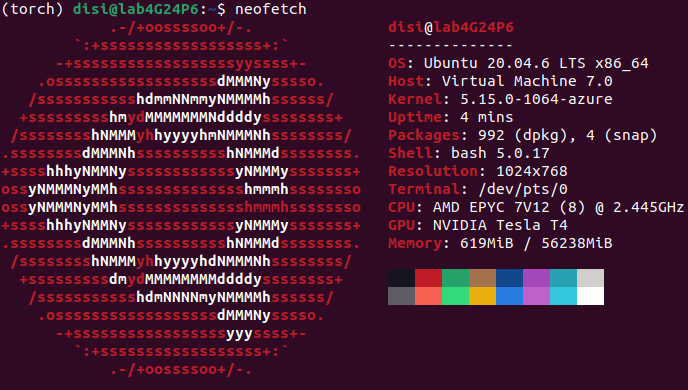 (torch) disi@lab4G24P6:~$ neofetch
            .-/+oossssoo+/-.               disi@lab4G24P6
        `:+ssssssssssssssssss+:`           --------------
      -+ssssssssssssssssssyyssss+-         OS: Ubuntu 20.04.6 LTS x86_64
    .ossssssssssssssssssdMMMNysssso.       Host: Virtual Machine 7.0
   /ssssssssssshdmmNNmmyNMMMMhssssss/      Kernel: 5.15.0-1064-azure
  +ssssssssshmydMMMMMMMNddddyssssssss+     Uptime: 4 mins
 /sssssssshNMMMyhhyyyyhmNMMMNhssssssss/    Packages: 992 (dpkg), 4 (snap)
.ssssssssdMMMNhsssssssssshNMMMdssssssss.   Shell: bash 5.0.17
+sssshhhyNMMNyssssssssssssyNMMMysssssss+   Resolution: 1024x768
ossyNMMMNyMMhsssssssssssssshmmmhssssssso   Terminal: /dev/pts/0
ossyNMMMNyMMhsssssssssssssshmmmhssssssso   CPU: AMD EPYC 7V12 (8) @ 2.445GHz
+sssshhhyNMMNyssssssssssssyNMMMysssssss+   GPU: NVIDIA Tesla T4
.ssssssssdMMMNhsssssssssshNMMMdssssssss.   Memory: 619MiB / 56238MiB
 /sssssssshNMMMyhhyyyyhdNMMMNhssssssss/
  +sssssssssdmydMMMMMMMMddddyssssssss+
   /ssssssssssshdmNNNNmyNMMMMhssssss/
    .ossssssssssssssssssdMMMNysssso.
      -+sssssssssssssssssyyyssss+-
        `:+ssssssssssssssssss+:`
            .-/+oossssoo+/-.